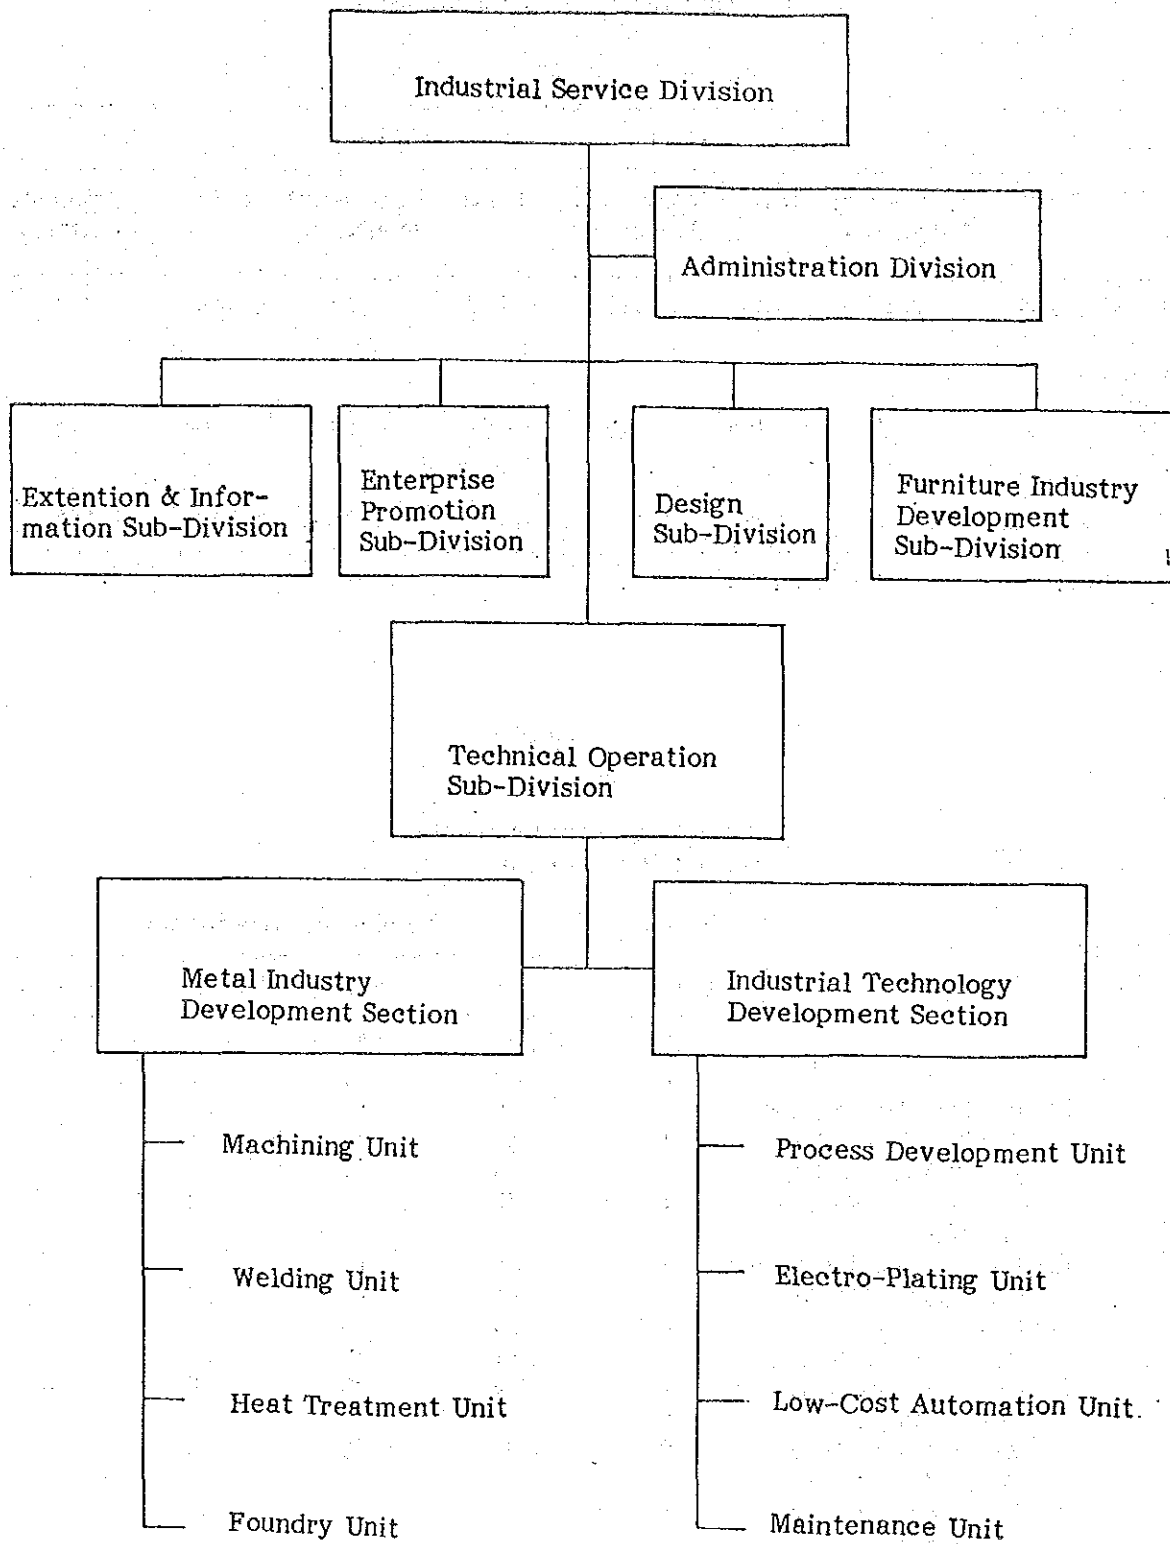 Industrial Service Division
Administration Division
Extention & Infor-
mation Sub-Division
Enterprise
Promotion
Sub-Division
Design
Sub-Division
Furniture Industry
Development
Sub-Division
Technical Operation
Sub-Division
Metal Industry
Development Section
Industrial Technology
Development Section
Machining Unit
Process Development Unit
Welding Unit
Electro-Plating Unit
Heat Treatment Unit
Low-Cost Automation Unit.
Foundry Unit
Maintenance Unit